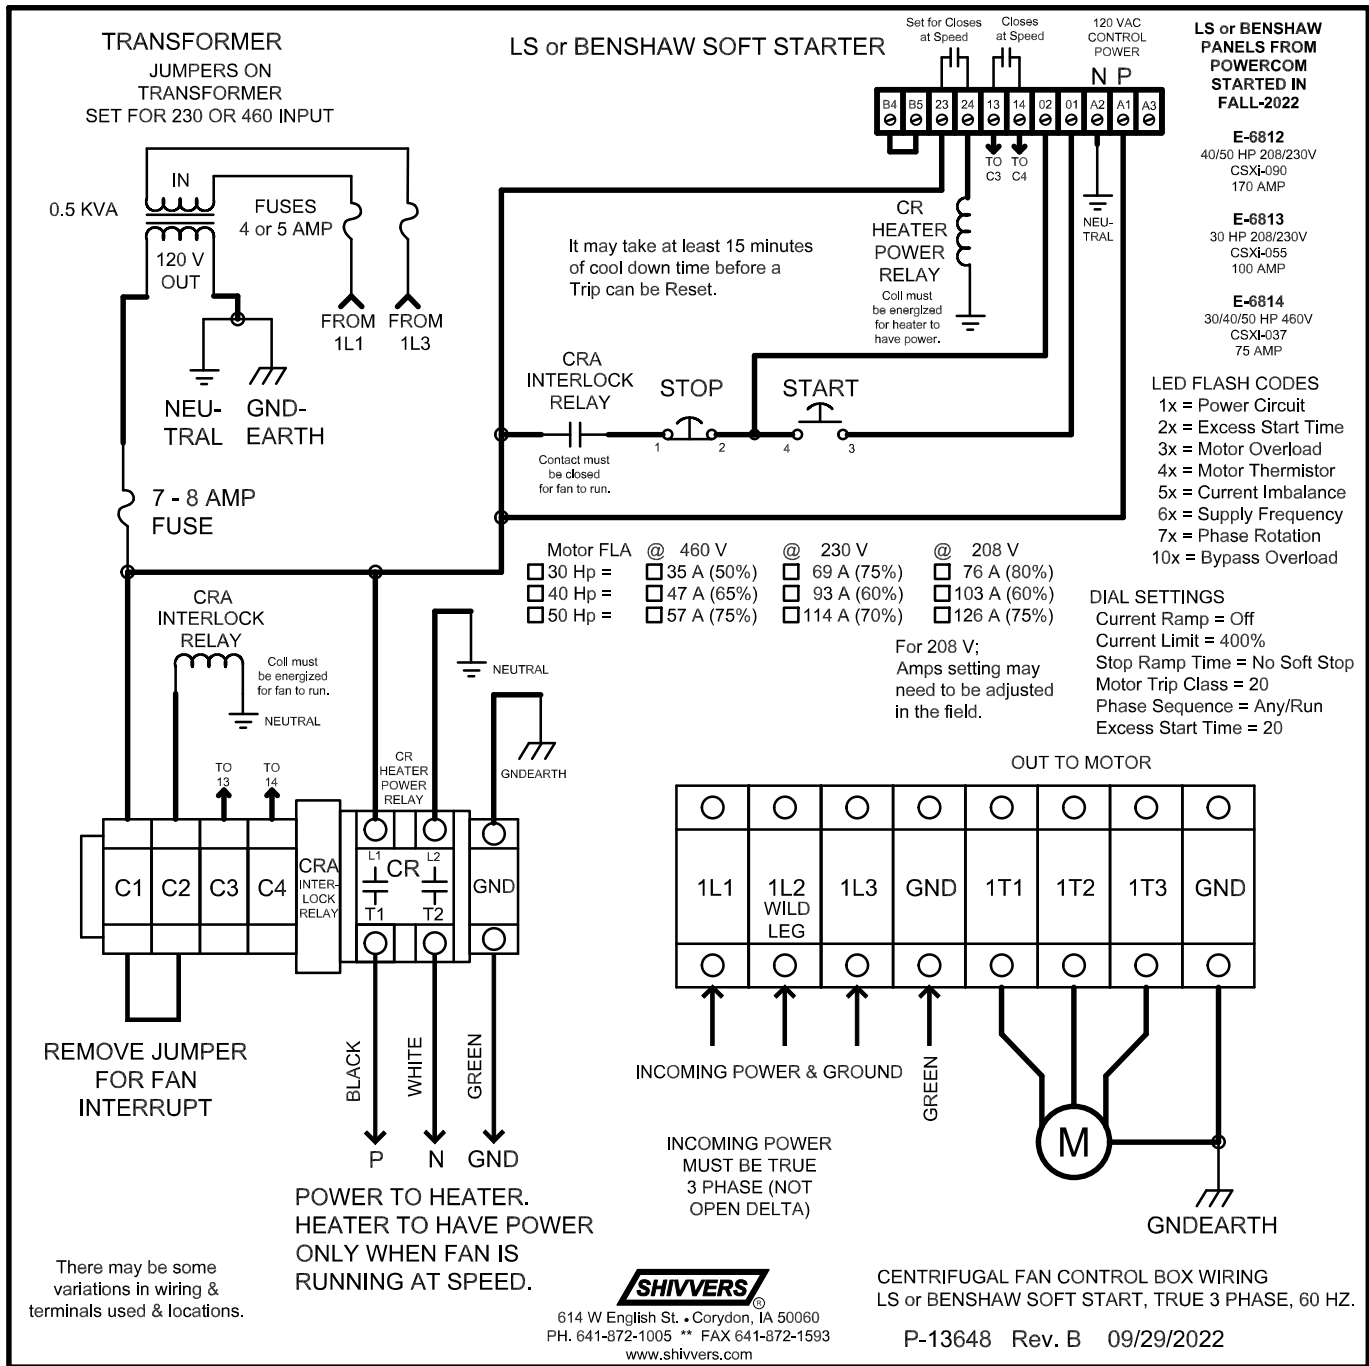 TRANSFORMER
JUMPERS ON
TRANSFORMER
SET FOR 230 OR 460 INPUT
LS or BENSHAW SOFT STARTER
Set for Closes
at Speed
Closes
at Speed
120 VAC
CONTROL
POWER
N P
B4 B5 23 24 13 14 02 01 A2 A1 A3
TO
C3
TO
C4
NEU-
TRAL
LS or BENSHAW
PANELS FROM
POWERCOM
STARTED IN
FALL-2022
E-6812
40/50 HP 208/230V
CSXi-090
170 AMP
E-6813
30 HP 208/230V
CSXi-055
100 AMP
E-6814
30/40/50 HP 460V
CSXi-037
75 AMP
0.5 KVA
IN
120 V
OUT
FUSES
4 or 5 AMP
FROM
1L1
FROM
1L3
NEU-
TRAL
GND-
EARTH
7 - 8 AMP
FUSE
It may take at least 15 minutes
of cool down time before a
Trip can be Reset.
CR
HEATER
POWER
RELAY
Coil must
be energized
for heater to
have power.
CRA
INTERLOCK
RELAY
Contact must
be closed
for fan to run.
STOP
1 2
START
4 3
LED FLASH CODES
1x = Power Circuit
2x = Excess Start Time
3x = Motor Overload
4x = Motor Thermistor
5x = Current Imbalance
6x = Supply Frequency
7x = Phase Rotation
10x = Bypass Overload
Motor FLA @ 460 V @ 230 V @ 208 V
30 Hp = 35 A (50%) 69 A (75%) 76 A (80%)
40 Hp = 47 A (65%) 93 A (60%) 103 A (60%)
50 Hp = 57 A (75%) 114 A (70%) 126 A (75%)
For 208 V;
Amps setting may
need to be adjusted
in the field.
DIAL SETTINGS
Current Ramp = Off
Current Limit = 400%
Stop Ramp Time = No Soft Stop
Motor Trip Class = 20
Phase Sequence = Any/Run
Excess Start Time = 20
CRA
INTERLOCK
RELAY
Coil must
be energized
for fan to run.
NEUTRAL
NEUTRAL
GNDEARTH
TO
13
TO
14
CR
HEATER
POWER
RELAY
C1 C2 C3 C4
CRA
INTER-
LOCK
RELAY
L1 L2
CR
T1 T2
GND
REMOVE JUMPER
FOR FAN
INTERRUPT
BLACK
WHITE
GREEN
P N GND
POWER TO HEATER.
HEATER TO HAVE POWER
ONLY WHEN FAN IS
RUNNING AT SPEED.
OUT TO MOTOR
1L1 1L2 1L3 GND 1T1 1T2 1T3 GND
WILD
LEG
INCOMING POWER & GROUND
GREEN
M
INCOMING POWER
MUST BE TRUE
3 PHASE (NOT
OPEN DELTA)
GNDEARTH
There may be some
variations in wiring &
terminals used & locations.
SHIVVERS ®
614 W English St. • Corydon, IA 50060
PH. 641-872-1005 ** FAX 641-872-1593
www.shivvers.com
CENTRIFUGAL FAN CONTROL BOX WIRING
LS or BENSHAW SOFT START, TRUE 3 PHASE, 60 HZ.
P-13648 Rev. B 09/29/2022